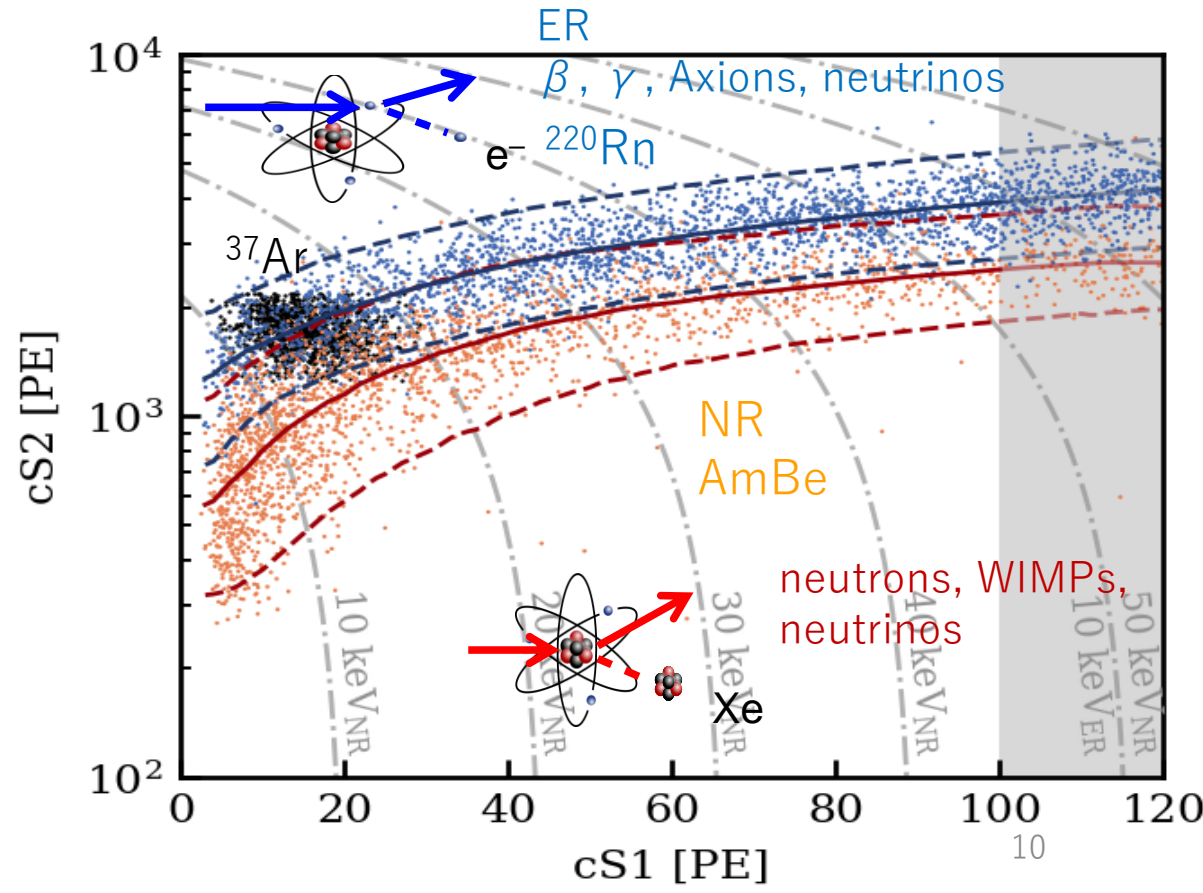 ER
β, γ, Axions, neutrinos
²²⁰Rn
e⁻
³⁷Ar
NR
AmBe
neutrons, WIMPs,
neutrinos
Xe
10 keV_NR
20 keV_NR
30 keV_NR
40 keV_NR
10 keV_ER
50 keV_NR
cS2 [PE]
10⁴
10³
10²
0 20 40 60 80 100 120
cS1 [PE]
10